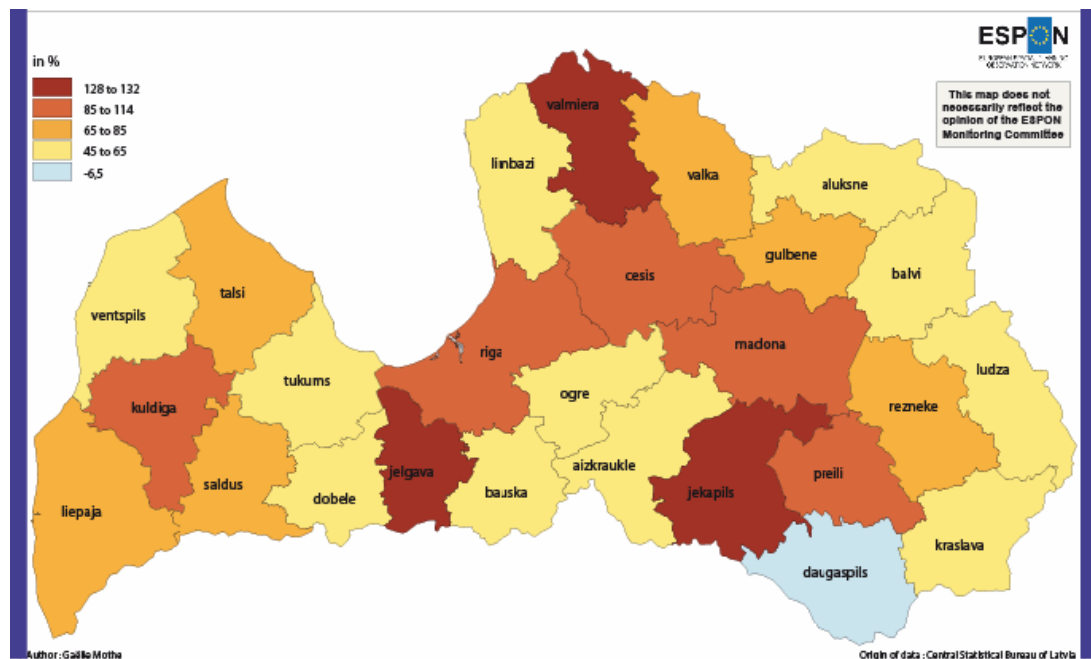 ESPON
in %
128 to 132
85 to 114
65 to 85
45 to 65
-6,5
This map does not
necessarily reflect the
opinion of the ESPON
Monitoring Committee
valmiera
limbazi
valka
aluksne
gulbene
balvi
cesis
talsi
ventspils
riga
madona
ludza
tukums
ogre
kuldiga
rezneke
aizkraukle
preili
jelgava
saldus
dobele
bauska
jekapils
liepaja
kraslava
daugaspils
Author : Gaëlle Mothe
Origin of data : Central Statistical Bureau of Latvia